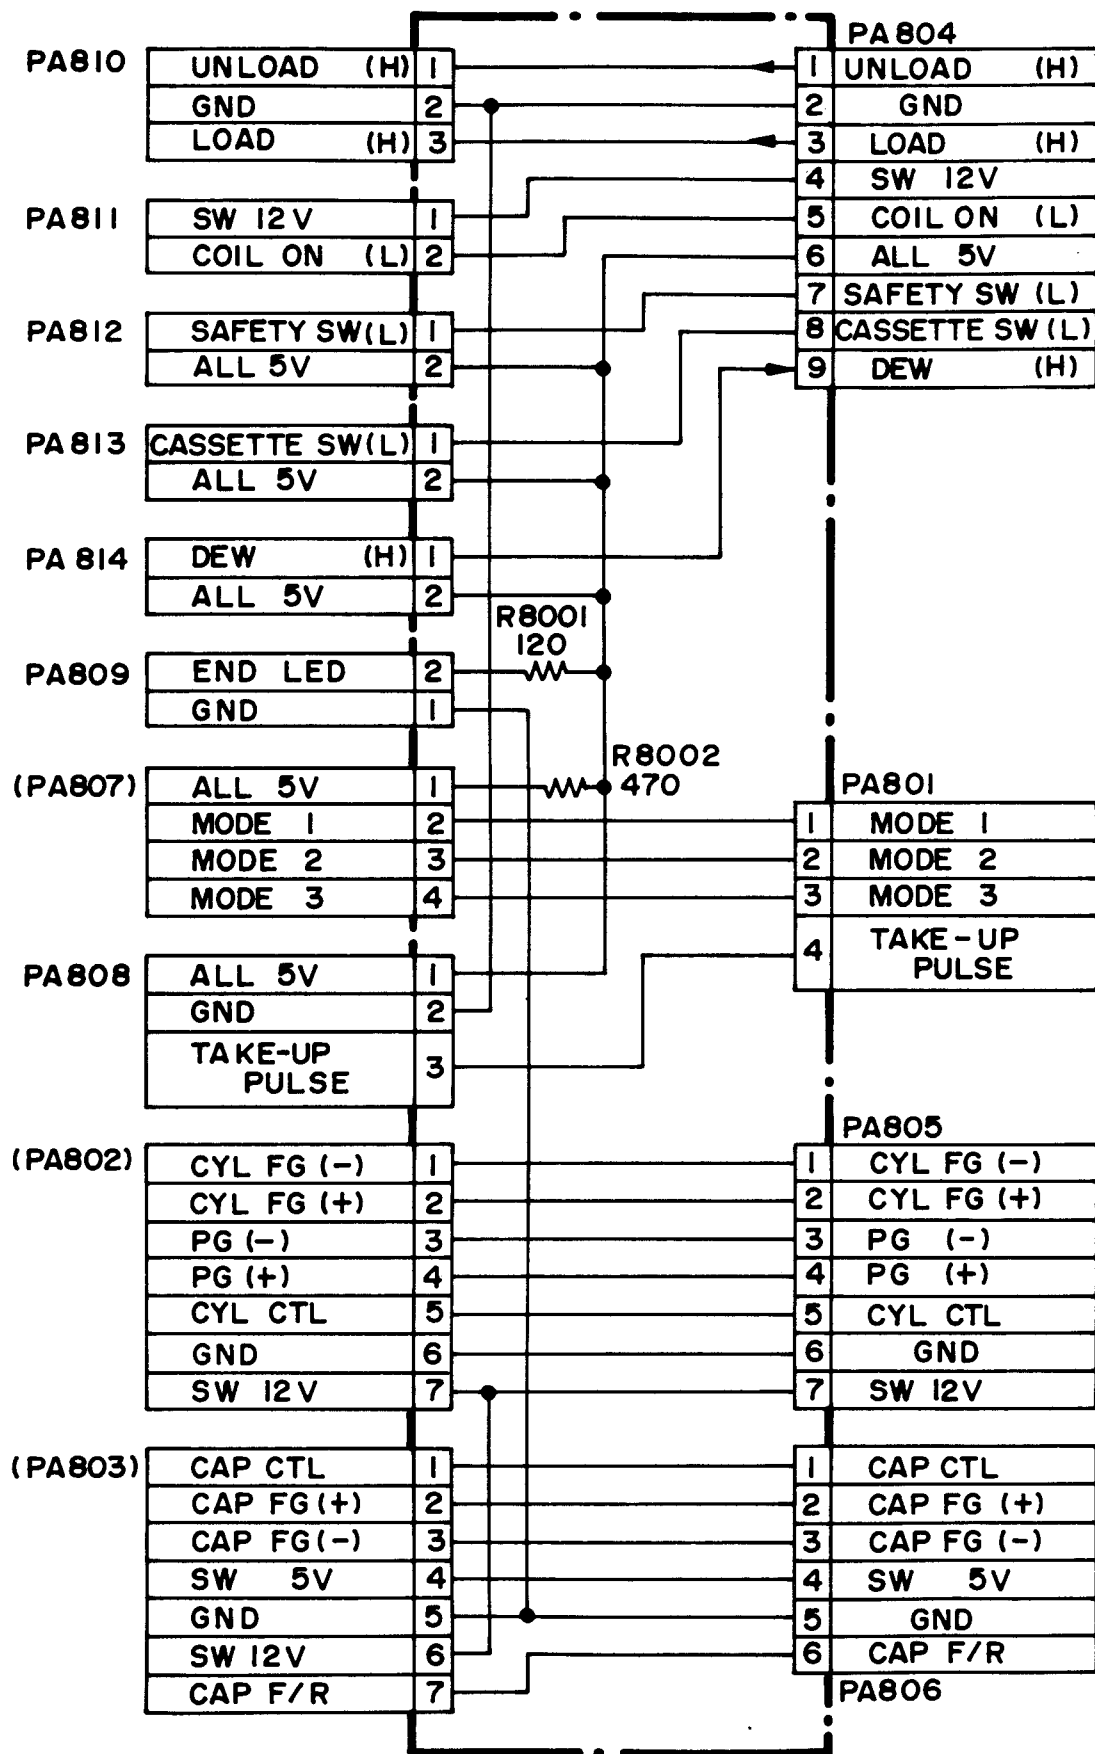 PA810
UNLOAD (H) 1
GND 2
LOAD (H) 3
PA811
SW 12V 1
COIL ON (L) 2
PA812
SAFETY SW(L) 1
ALL 5V 2
PA813
CASSETTE SW(L) 1
ALL 5V 2
PA814
DEW (H) 1
ALL 5V 2
PA809
END LED 2
GND 1
(PA807)
ALL 5V 1
MODE 1 2
MODE 2 3
MODE 3 4
PA808
ALL 5V 1
GND 2
TAKE-UP
PULSE 3
(PA802)
CYL FG (-) 1
CYL FG (+) 2
PG (-) 3
PG (+) 4
CYL CTL 5
GND 6
SW 12V 7
(PA803)
CAP CTL 1
CAP FG (+) 2
CAP FG (-) 3
SW 5V 4
GND 5
SW 12V 6
CAP F/R 7
R8001
120
R8002
470
PA804
1 UNLOAD (H)
2 GND
3 LOAD (H)
4 SW 12V
5 COIL ON (L)
6 ALL 5V
7 SAFETY SW (L)
8 CASSETTE SW (L)
9 DEW (H)
PA801
1 MODE 1
2 MODE 2
3 MODE 3
4 TAKE-UP
PULSE
PA805
1 CYL FG (-)
2 CYL FG (+)
3 PG (-)
4 PG (+)
5 CYL CTL
6 GND
7 SW 12V
1 CAP CTL
2 CAP FG (+)
3 CAP FG (-)
4 SW 5V
5 GND
6 CAP F/R
PA806